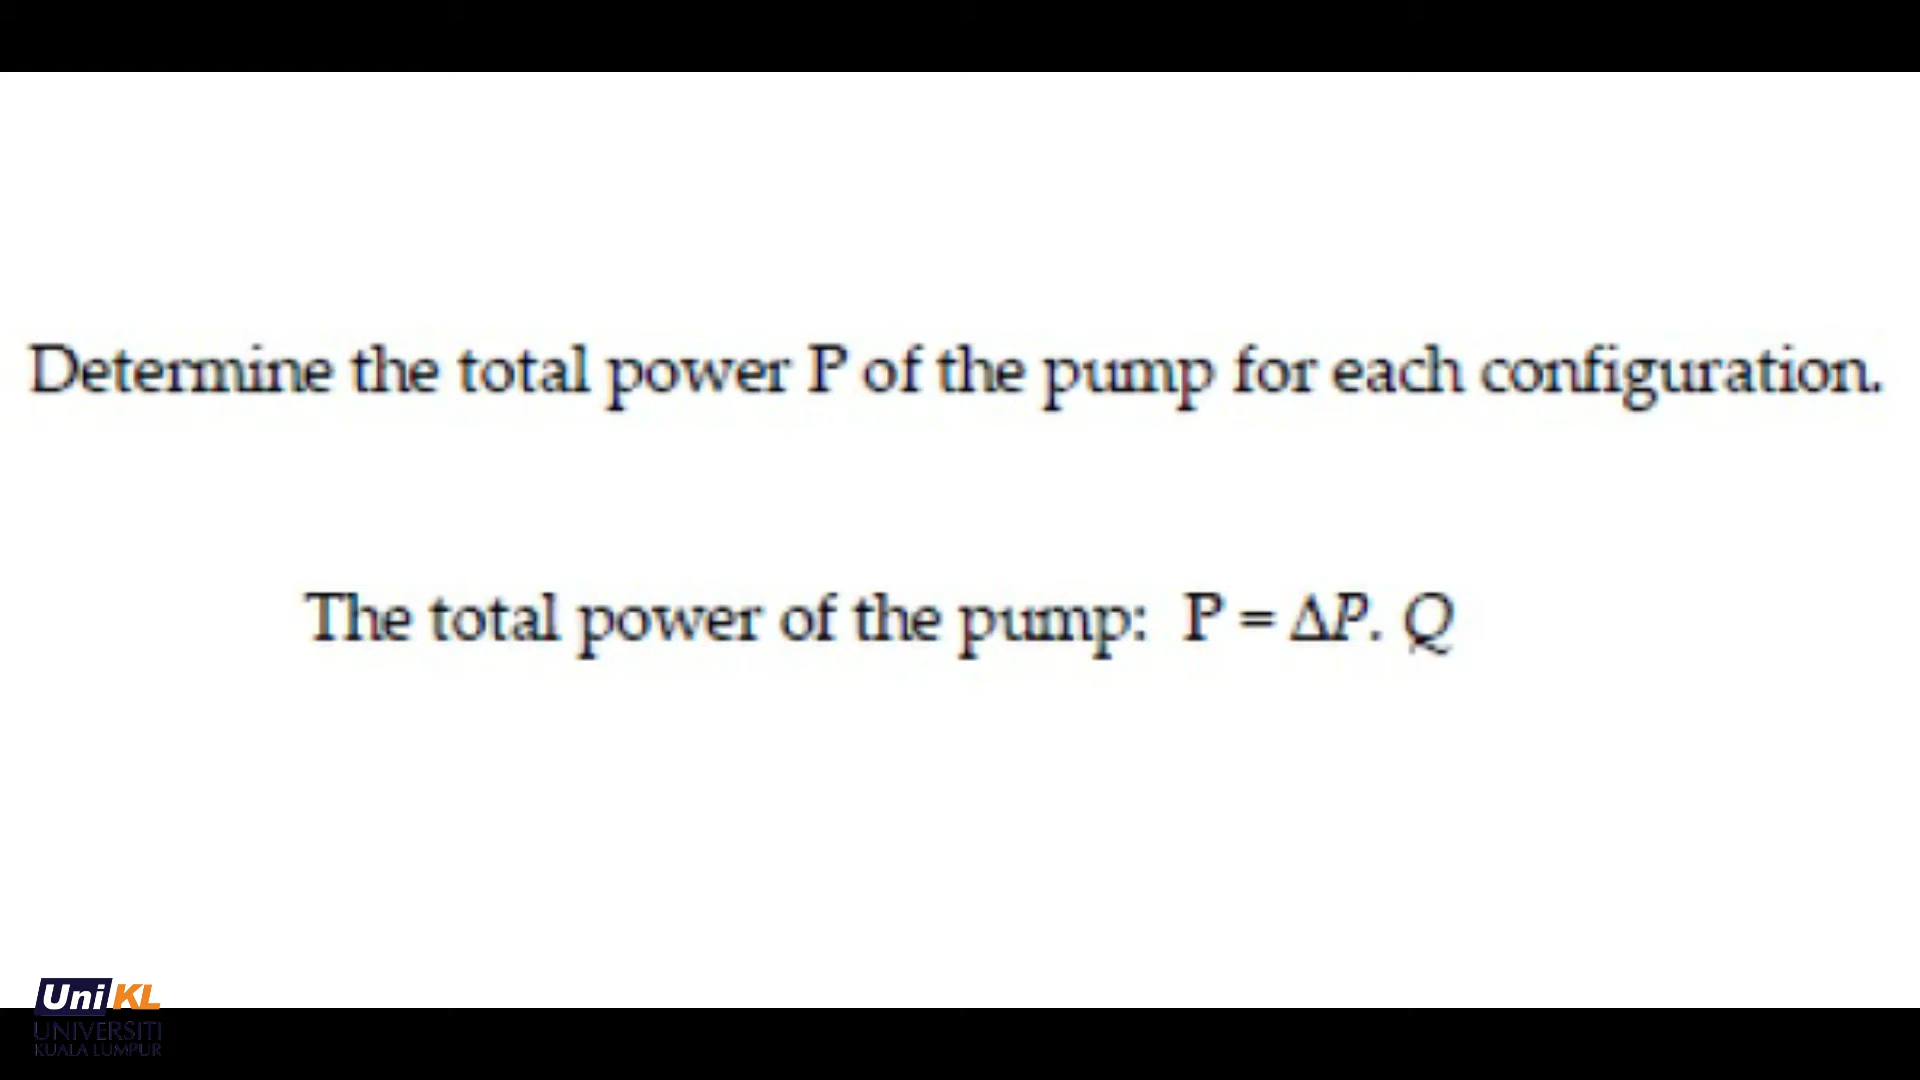 Determine the total power P of the pump for each configuration.
The total power of the pump: P = ΔP. Q
UniKL
UNIVERSITI
KUALA LUMPUR